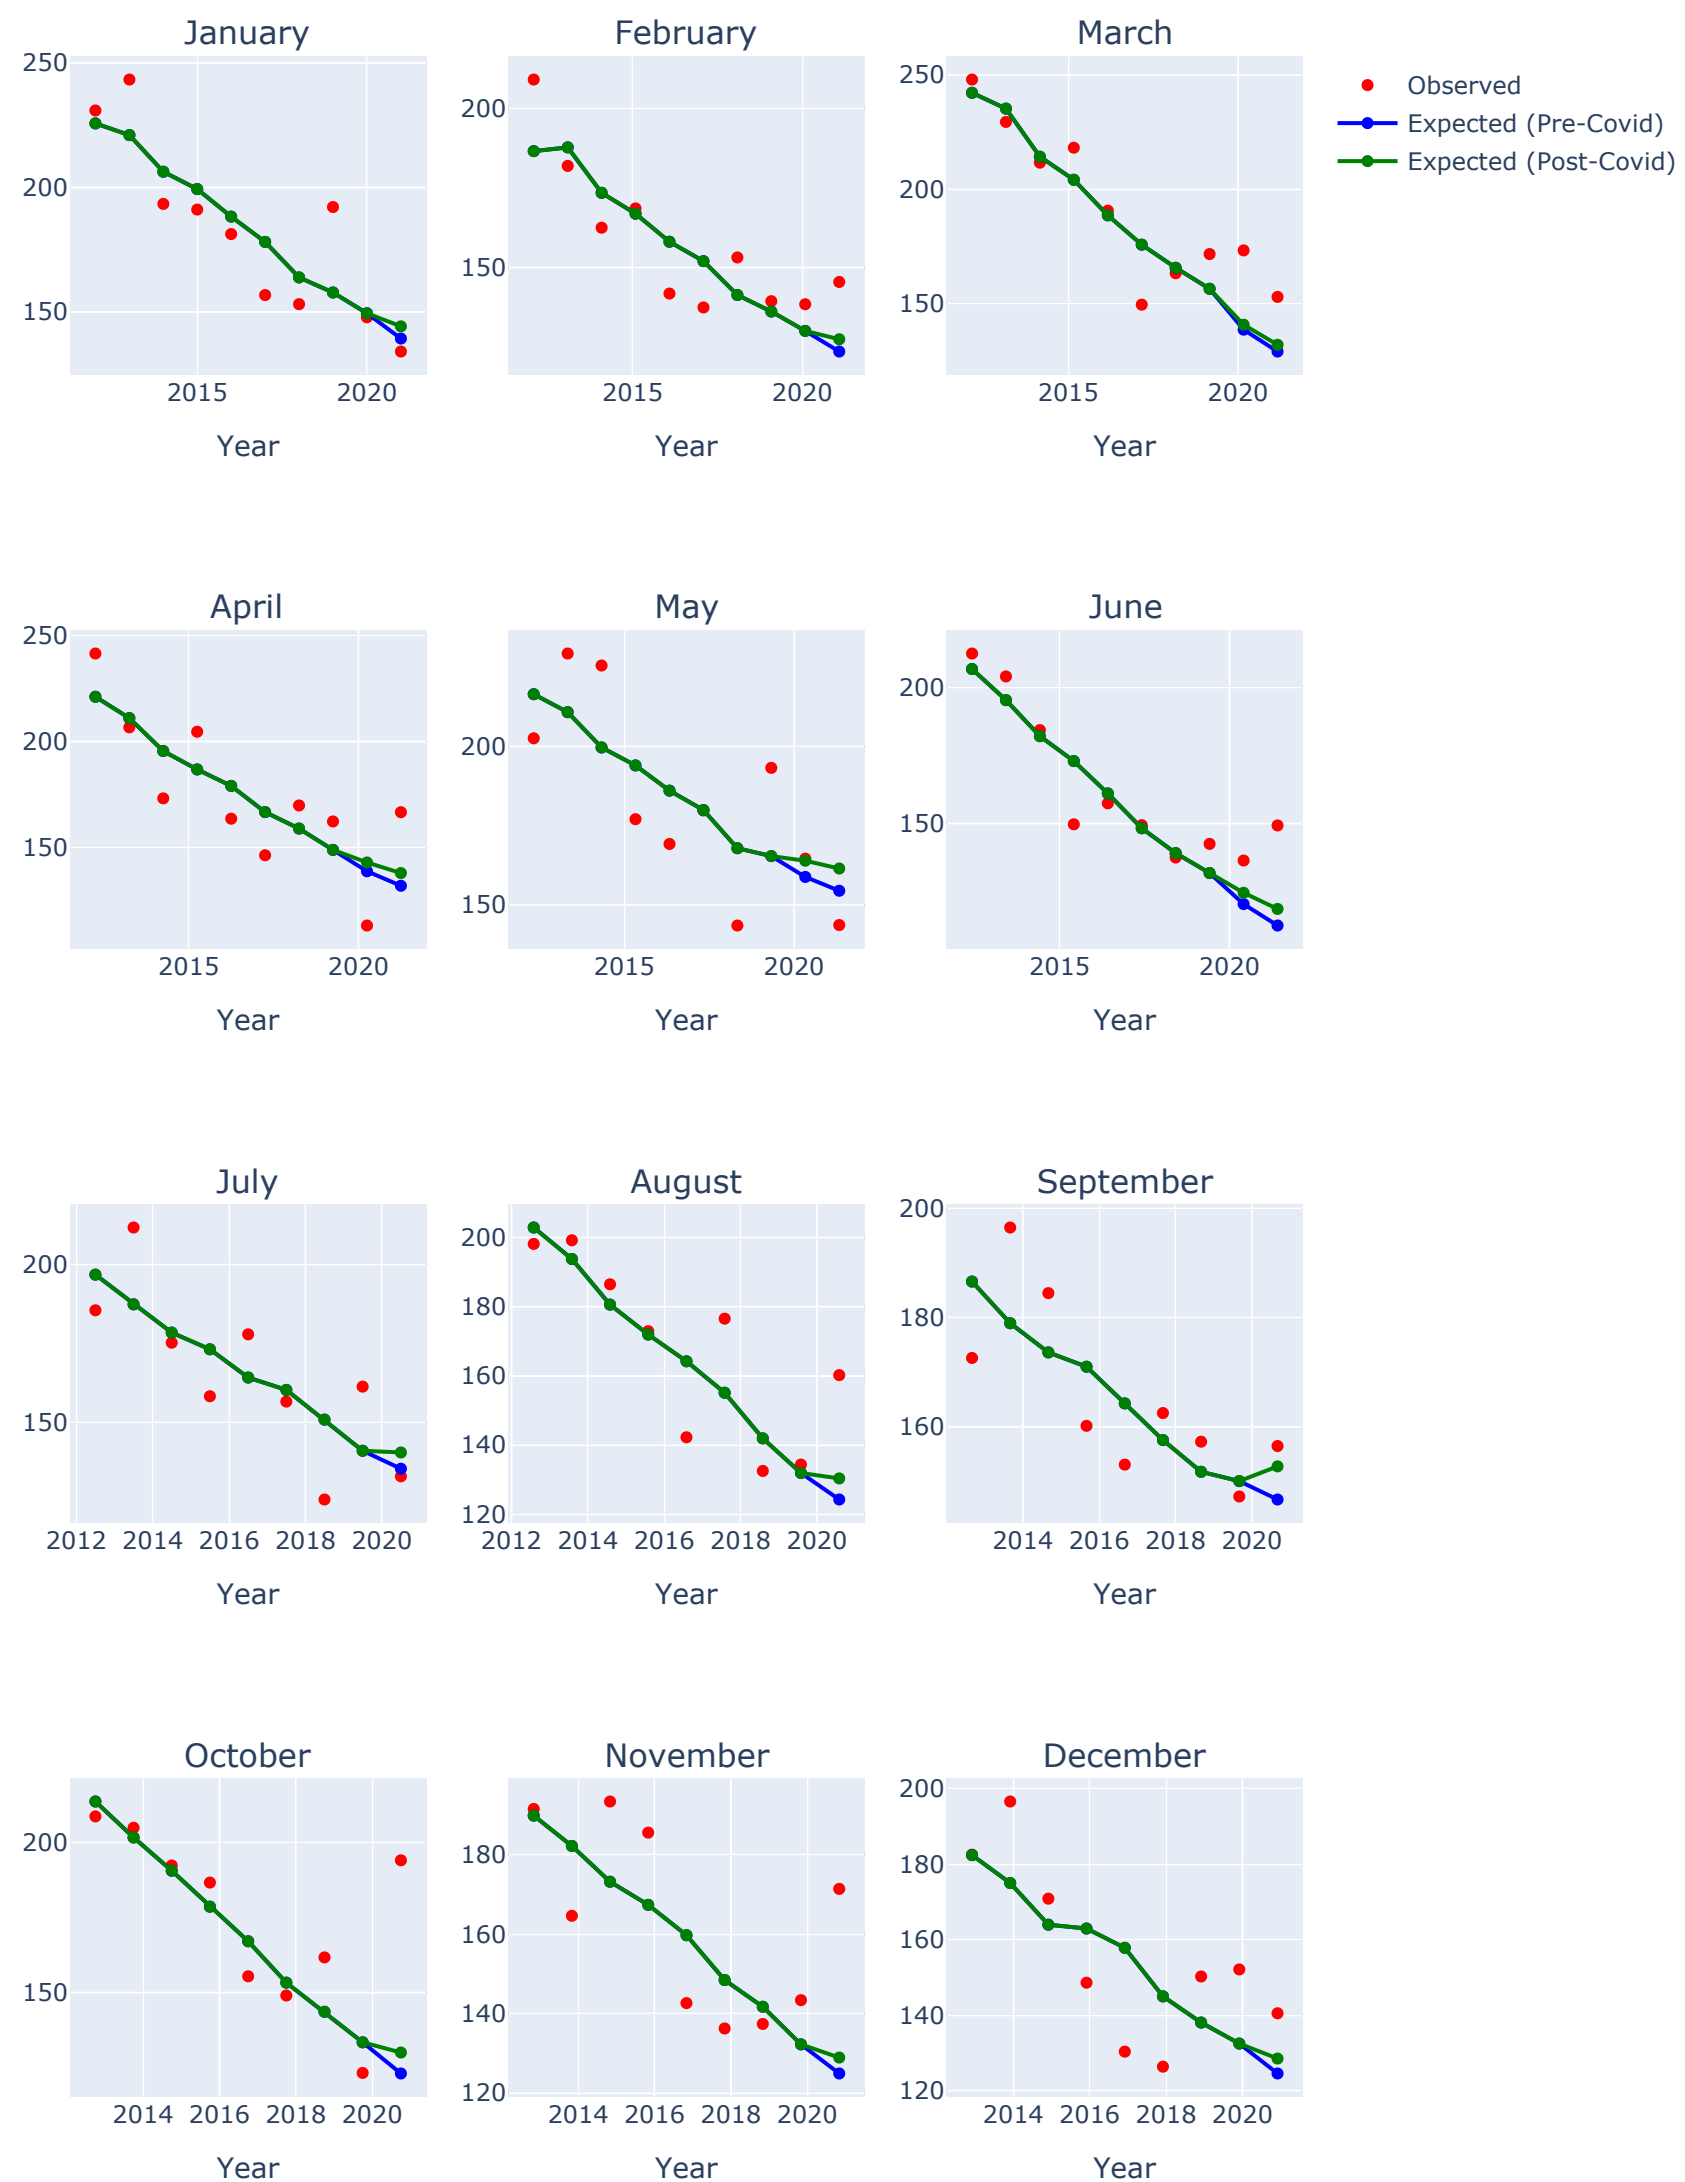 January
February
March
250
200
150
2015
2020
Year
200
150
2015
2020
Year
250
200
150
2015
2020
Year
Observed
Expected (Pre-Covid)
Expected (Post-Covid)
April
May
June
250
200
150
2015
2020
Year
200
150
2015
2020
Year
200
150
2015
2020
Year
July
August
September
200
150
2012 2014 2016 2018 2020
Year
200
180
160
140
120
2012 2014 2016 2018 2020
Year
200
180
160
2014 2016 2018 2020
Year
October
November
December
200
150
2014 2016 2018 2020
Year
180
160
140
120
2014 2016 2018 2020
Year
200
180
160
140
120
2014 2016 2018 2020
Year